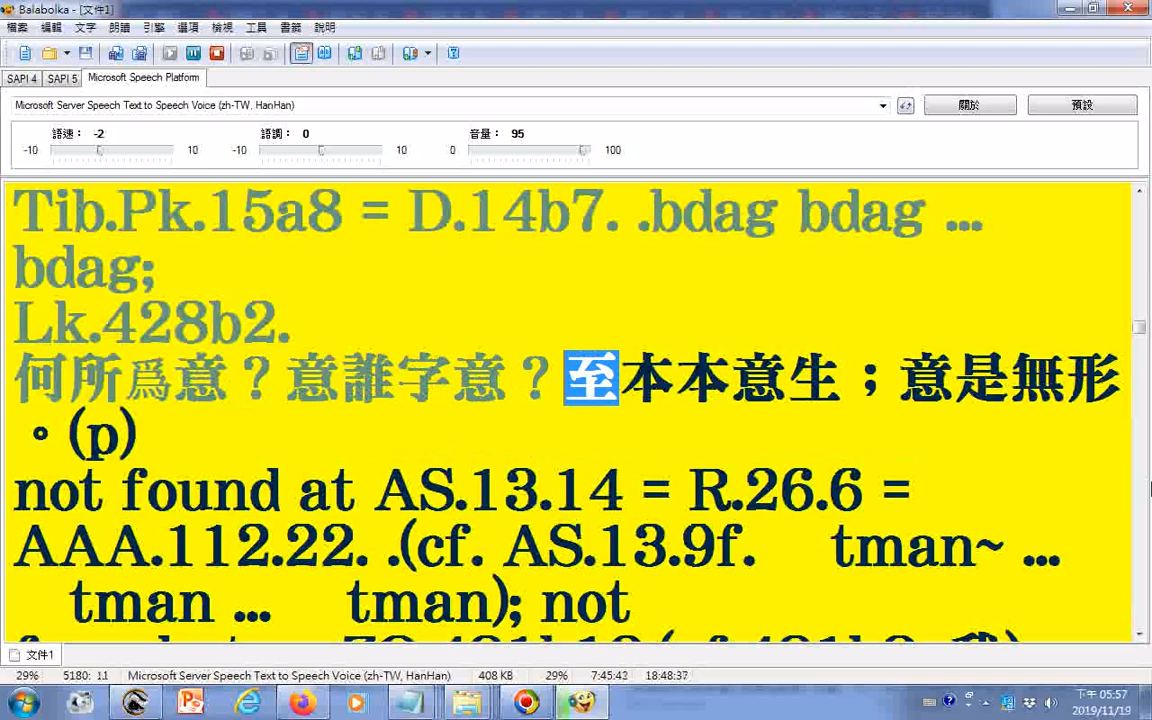 Balabolka - [文件1]
檔案 編輯 文字 朗讀 引擎 選項 檢視 工具 書籤 說明
SAPI 4 SAPI 5 Microsoft Speech Platform
Microsoft Server Speech Text to Speech Voice (zh-TW, HanHan) 關於 預設
語速： -2 語調： 0 音量： 95
-10 10 -10 10 0 100
Tib.Pk.15a8 = D.14b7. .bdag bdag ...
bdag;
Lk.428b2.
何所爲意？意誰字意？至本本意生；意是無形
。(p)
not found at AS.13.14 = R.26.6 =
AAA.112.22. .(cf. AS.13.9f. tman~ ...
tman ... tman); not
文件1
29% 5180: 11 Microsoft Server Speech Text to Speech Voice (zh-TW, HanHan) 408 KB 29% 7:45:42 18:48:37
下午 05:57
2019/11/19